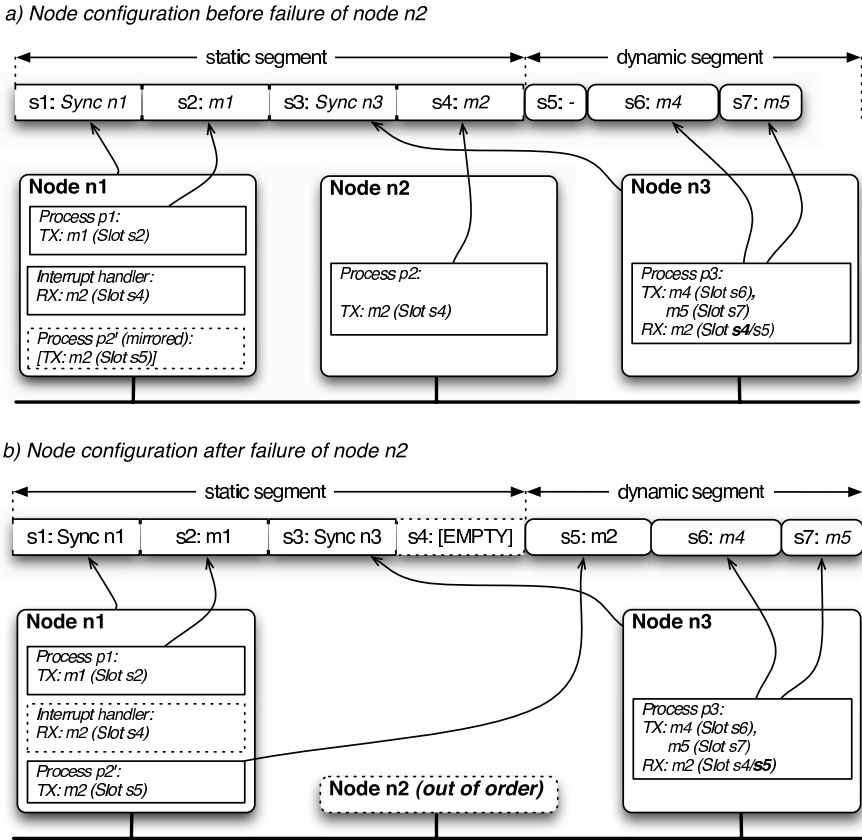 a) Node configuration before failure of node n2
static segment
dynamic segment
s1: Sync n1
s2: m1
s3: Sync n3
s4: m2
s5: -
s6: m4
s7: m5
Node n1
Process p1:
TX: m1 (Slot s2)
Interrupt handler:
RX: m2 (Slot s4)
Process p2' (mirrored):
[TX: m2 (Slot s5)]
Node n2
Process p2:
TX: m2 (Slot s4)
Node n3
Process p3:
TX: m4 (Slot s6),
m5 (Slot s7)
RX: m2 (Slot s4/s5)
b) Node configuration after failure of node n2
static segment
dynamic segment
s1: Sync n1
s2: m1
s3: Sync n3
s4: [EMPTY]
s5: m2
s6: m4
s7: m5
Node n1
Process p1:
TX: m1 (Slot s2)
Interrupt handler:
RX: m2 (Slot s4)
Process p2':
TX: m2 (Slot s5)
Node n2 (out of order)
Node n3
Process p3:
TX: m4 (Slot s6),
m5 (Slot s7)
RX: m2 (Slot s4/s5)